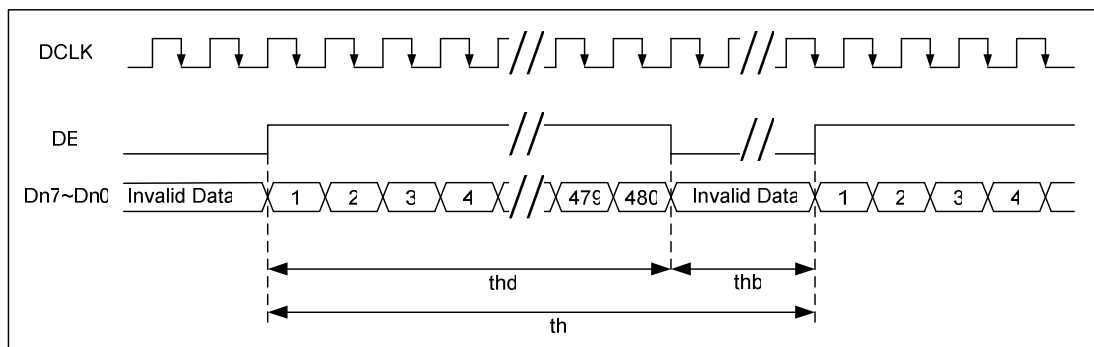 DCLK
DE
Dn7~Dn0 Invalid Data 1 2 3 4 479 480 Invalid Data 1 2 3 4
thd thb
th